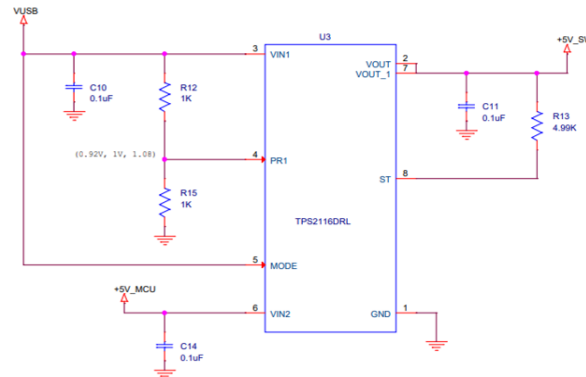 VUSB
U3
+5V_SW
3
VIN1
VOUT
2
VOUT_1
7
C10
0.1uF
R12
1K
C11
0.1uF
R13
4.99K
(0.92V, 1V, 1.08)
4
PR1
ST
8
R15
1K
TPS2116DRL
5
MODE
+5V_MCU
6
VIN2
GND
1
C14
0.1uF